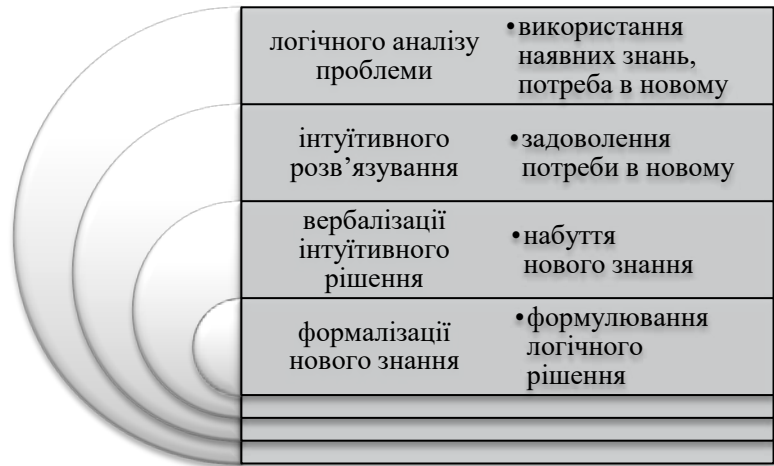 логічного аналізу
проблеми
•використання
наявних знань,
потреба в новому
інтуїтивного
розв’язування
•задоволення
потреби в новому
вербалізації
інтуїтивного
рішення
•набуття
нового знання
формалізації
нового знання
•формулювання
логічного
рішення